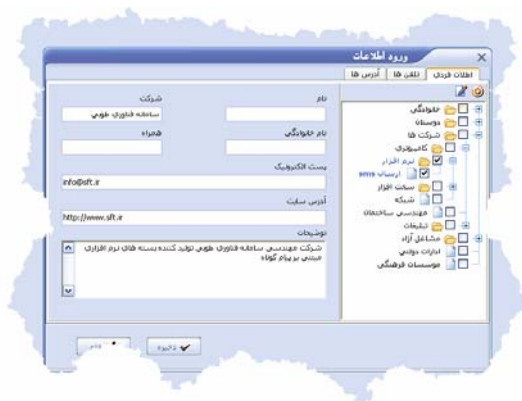 ورود اطلاعات
اطلات فردی
تلفن ها
آدرس ها
خانوادگی
دوستان
شرکت ها
کامپیوتری
نرم افزار
ارسال sms
سخت افزار
شبکه
مهندسی ساختمان
تبلیغات
مشاغل آزاد
ادارات دولتی
موسسات فرهنگی
نام
شرکت
سامانه فناوری طوبی
نام خانوادگی
همراه
پست الکترونیک
info@sft.ir
آدرس سایت
http://www.sft.ir
توضیحات
شرکت مهندسی سامانه فناوری طوبی تولید کننده بسته های نرم افزاری
مبتنی بر پیام کوتاه
ذخیره